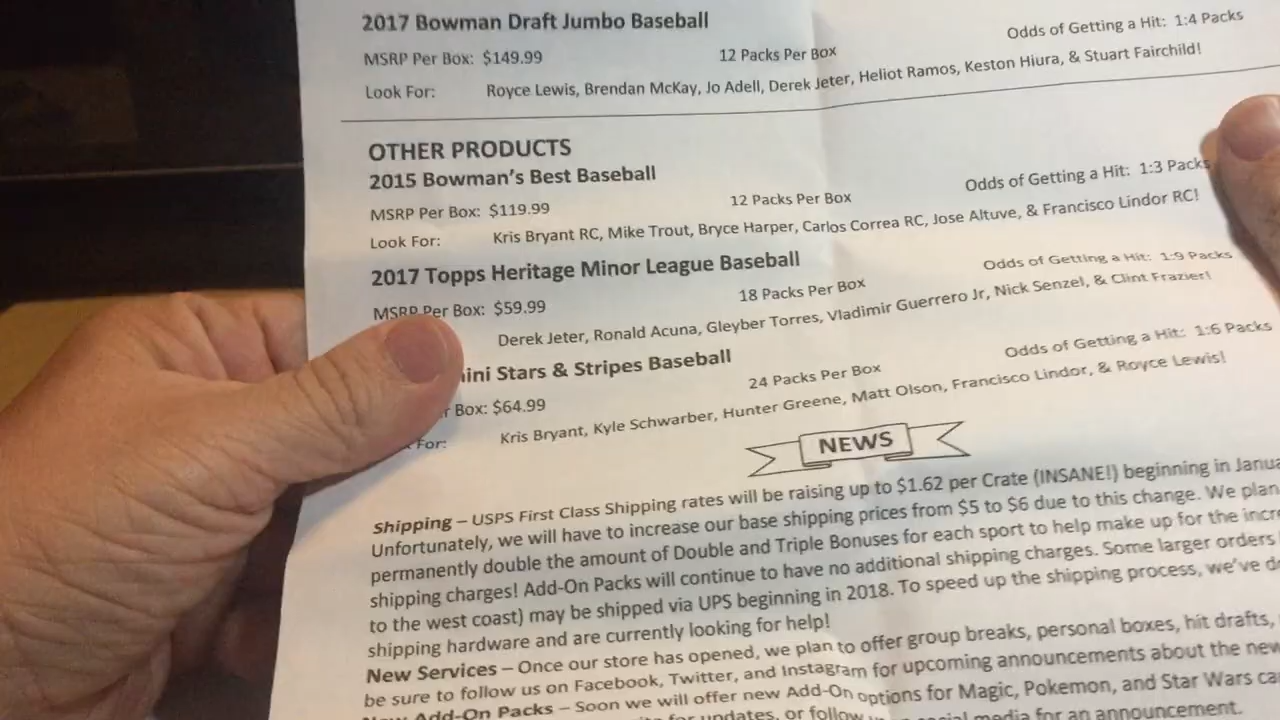 2017 Bowman Draft Jumbo Baseball
MSRP Per Box: $149.99 12 Packs Per Box Odds of Getting a Hit: 1:4 Packs
Look For: Royce Lewis, Brendan McKay, Jo Adell, Derek Jeter, Heliot Ramos, Keston Hiura, & Stuart Fairchild!
OTHER PRODUCTS
2015 Bowman's Best Baseball
MSRP Per Box: $119.99 12 Packs Per Box Odds of Getting a Hit: 1:3 Packs
Look For: Kris Bryant RC, Mike Trout, Bryce Harper, Carlos Correa RC, Jose Altuve, & Francisco Lindor RC!
2017 Topps Heritage Minor League Baseball
MSRP Per Box: $59.99 18 Packs Per Box Odds of Getting a Hit: 1:9 Packs
Derek Jeter, Ronald Acuna, Gleyber Torres, Vladimir Guerrero Jr, Nick Senzel, & Clint Frazier!
Stars & Stripes Baseball
Box: $64.99 24 Packs Per Box Odds of Getting a Hit: 1:6 Packs
For: Kris Bryant, Kyle Schwarber, Hunter Greene, Matt Olson, Francisco Lindor, & Royce Lewis!
NEWS
Shipping – USPS First Class Shipping rates will be raising up to $1.62 per Crate (INSANE!) beginning in
Unfortunately, we will have to increase our base shipping prices from $5 to $6 due to this change. We plan
permanently double the amount of Double and Triple Bonuses for each sport to help make up for the
shipping charges! Add-On Packs will continue to have no additional shipping charges. Some larger orders
to the west coast) may be shipped via UPS beginning in 2018. To speed up the shipping process, we've
shipping hardware and are currently looking for help!
New Services – Once our store has opened, we plan to offer group breaks, personal boxes, hit drafts,
be sure to follow us on Facebook, Twitter, and Instagram for upcoming announcements about the new
Add-On Packs – Soon we will offer new Add-On options for Magic, Pokemon, and Star Wars
for updates, or follow social media for an announcement.